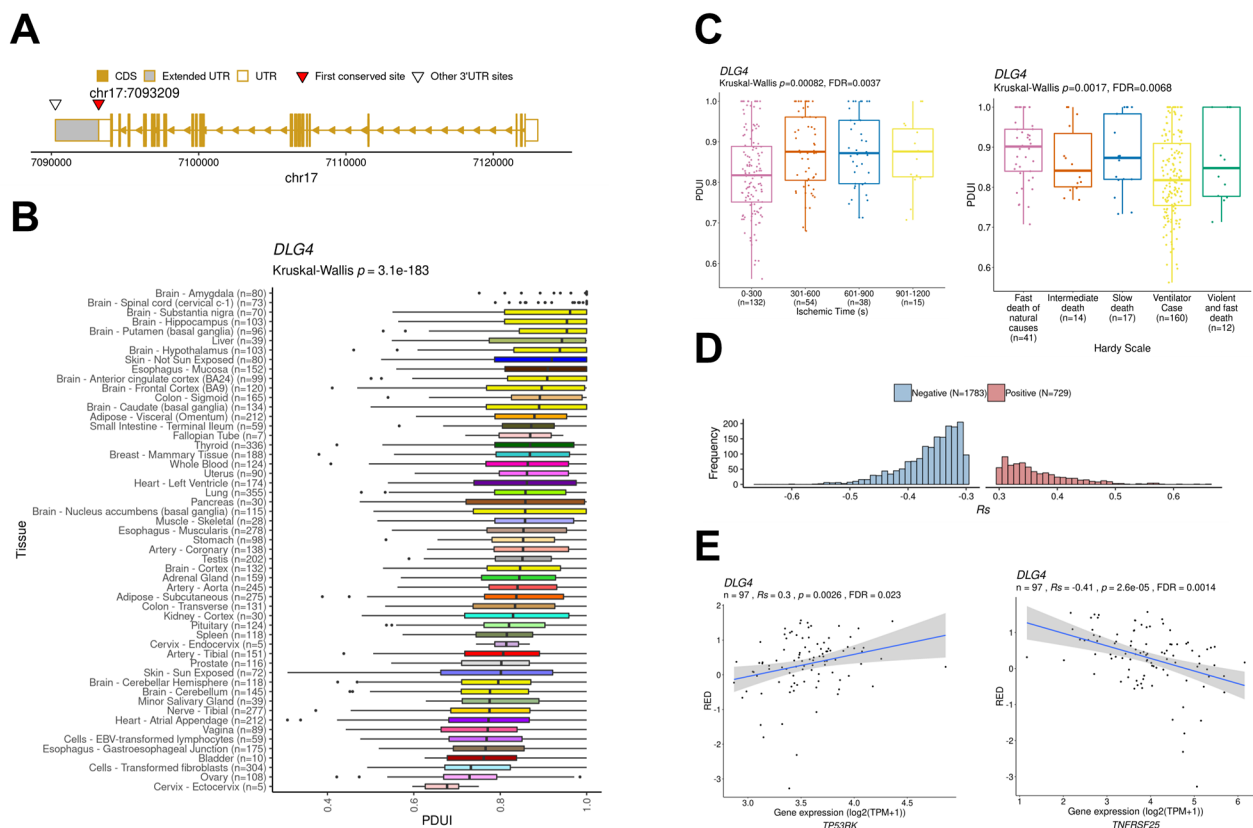 A
CDS Extended UTR UTR First conserved site Other 3'UTR sites
chr17:7093209
7090000 7100000 7110000 7120000
chr17
B
DLG4
Kruskal-Wallis p = 3.1e-183
Tissue
Brain - Amygdala (n=80)
Brain - Spinal cord (cervical c-1) (n=73)
Brain - Substantia nigra (n=70)
Brain - Hippocampus (n=103)
Brain - Putamen (basal ganglia) (n=96)
Liver (n=39)
Brain - Hypothalamus (n=103)
Skin - Not Sun Exposed (n=80)
Esophagus - Mucosa (n=152)
Brain - Anterior cingulate cortex (BA24) (n=99)
Brain - Frontal Cortex (BA9) (n=120)
Colon - Sigmoid (n=165)
Brain - Caudate (basal ganglia) (n=134)
Adipose - Visceral (Omentum) (n=212)
Small Intestine - Terminal Ileum (n=59)
Fallopian Tube (n=7)
Thyroid (n=336)
Breast - Mammary Tissue (n=188)
Whole Blood (n=124)
Uterus (n=90)
Heart - Left Ventricle (n=174)
Lung (n=355)
Pancreas (n=30)
Brain - Nucleus accumbens (basal ganglia) (n=115)
Muscle - Skeletal (n=28)
Esophagus - Muscularis (n=278)
Stomach (n=98)
Artery - Coronary (n=138)
Testis (n=202)
Brain - Cortex (n=132)
Adrenal Gland (n=159)
Artery - Aorta (n=245)
Adipose - Subcutaneous (n=275)
Colon - Transverse (n=131)
Kidney - Cortex (n=30)
Pituitary (n=124)
Spleen (n=118)
Cervix - Endocervix (n=5)
Artery - Tibial (n=151)
Prostate (n=116)
Skin - Sun Exposed (n=72)
Brain - Cerebellar Hemisphere (n=118)
Brain - Cerebellum (n=145)
Minor Salivary Gland (n=39)
Nerve - Tibial (n=277)
Heart - Atrial Appendage (n=212)
Vagina (n=89)
Cells - EBV-transformed lymphocytes (n=59)
Esophagus - Gastroesophageal Junction (n=175)
Bladder (n=10)
Cells - Transformed fibroblasts (n=304)
Ovary (n=108)
Cervix - Ectocervix (n=5)
0.4 0.6 0.8 1.0
PDUI
C
DLG4
Kruskal-Wallis p=0.00082, FDR=0.0037
PDUI
1.0
0.9
0.8
0.7
0.6
0-300 301-600 601-900 901-1200
(n=132) (n=54) (n=38) (n=15)
Ischemic Time (s)
DLG4
Kruskal-Wallis p=0.0017, FDR=0.0068
PDUI
1.0
0.9
0.8
0.7
0.6
Fast death of natural causes (n=41)
Intermediate death (n=14)
Slow death (n=17)
Ventilator Case (n=160)
Violent and fast death (n=12)
Hardy Scale
D
Negative (N=1783) Positive (N=729)
Frequency
200
150
100
50
0
-0.6 -0.5 -0.4 -0.3 0.3 0.4 0.5 0.6
Rs
E
DLG4
n = 97 , Rs = 0.3 , p = 0.0026 , FDR = 0.023
RED
2
1
0
-1
-2
-3
3.0 3.5 4.0 4.5
Gene expression (log2(TPM+1))
TP53RK
DLG4
n = 97 , Rs = -0.41 , p = 2.6e-05 , FDR = 0.0014
RED
2
1
0
-1
-2
-3
1 2 3 4 5 6
Gene expression (log2(TPM+1))
TNFRSF25